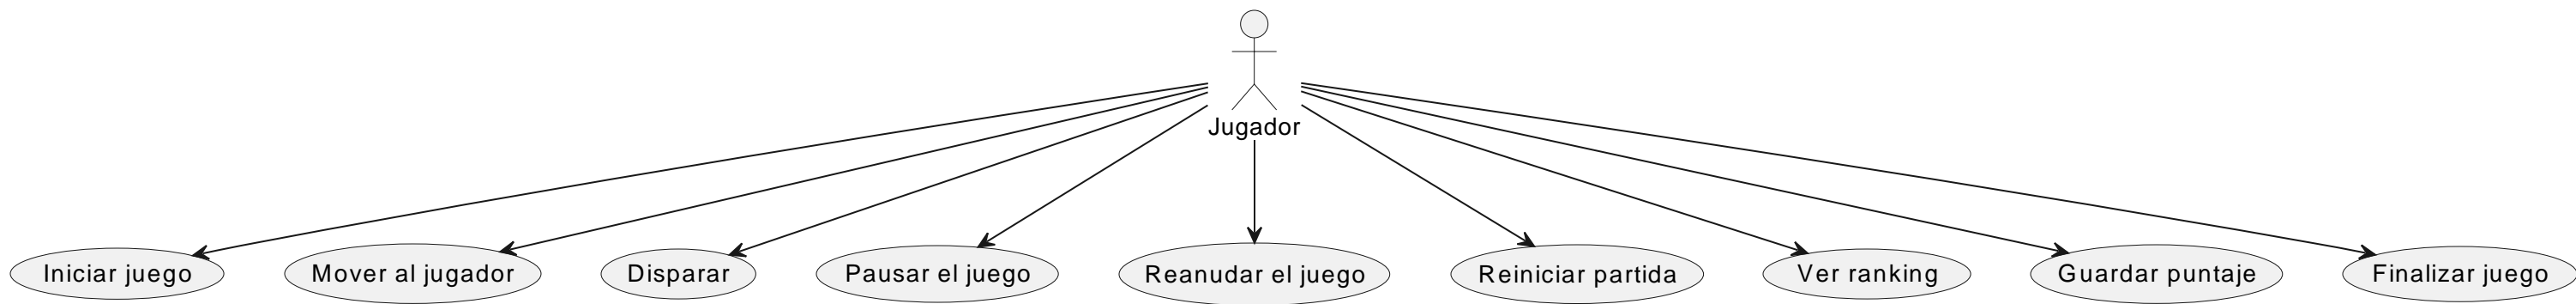 Jugador
Iniciar juego
Mover al jugador
Disparar
Pausar el juego
Reanudar el juego
Reiniciar partida
Ver ranking
Guardar puntaje
Finalizar juego